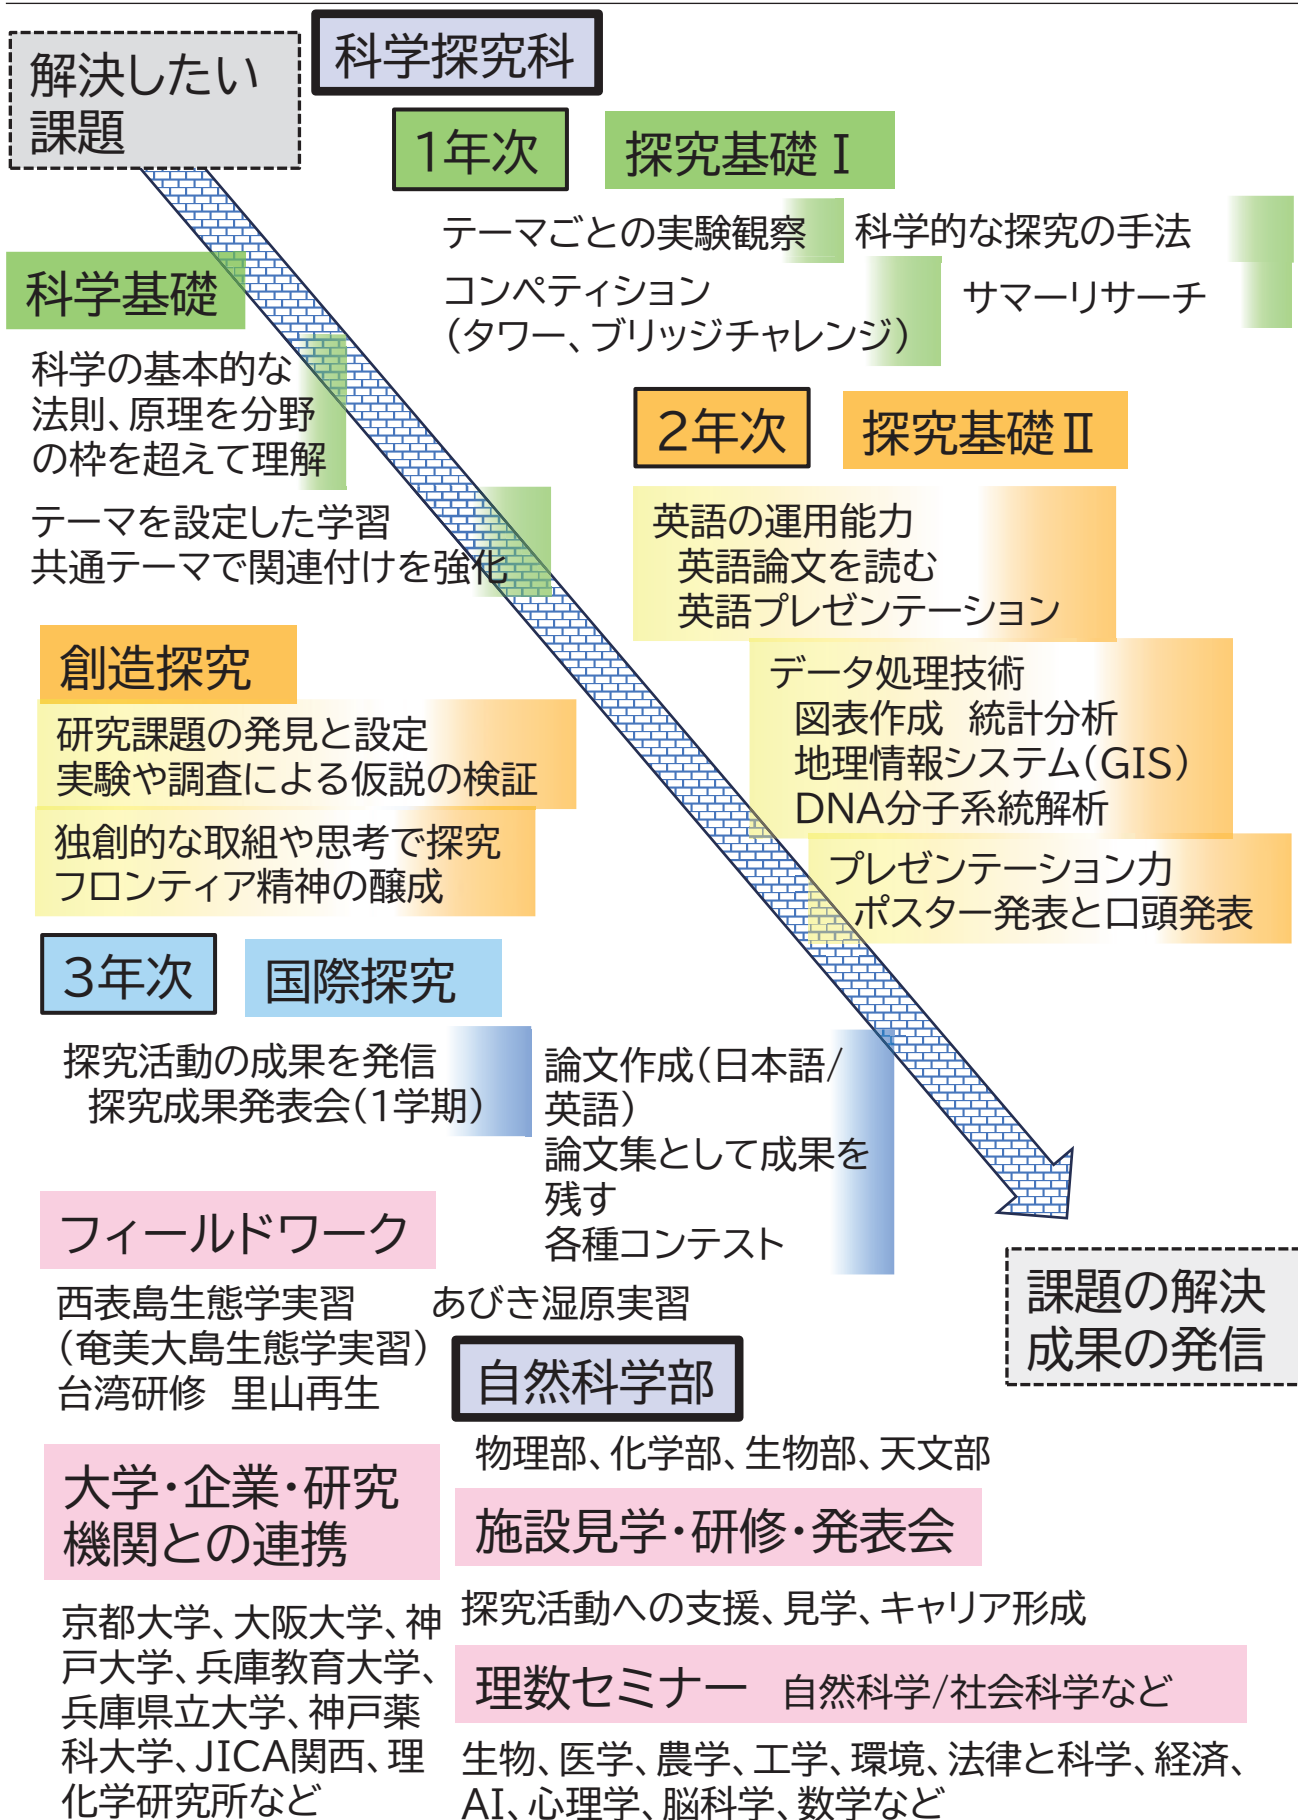 解決したい
課題
科学探究科
1年次
探究基礎Ⅰ
テーマごとの実験観察
科学的な探究の手法
コンペティション
(タワー、ブリッジチャレンジ)
サマーリサーチ
科学基礎
科学の基本的な
法則、原理を分野
の枠を超えて理解
テーマを設定した学習
共通テーマで関連付けを強化
2年次
探究基礎Ⅱ
英語の運用能力
英語論文を読む
英語プレゼンテーション
データ処理技術
図表作成 統計分析
地理情報システム(GIS)
DNA分子系統解析
プレゼンテーション力
ポスター発表と口頭発表
創造探究
研究課題の発見と設定
実験や調査による仮説の検証
独創的な取組や思考で探究
フロンティア精神の醸成
3年次
国際探究
探究活動の成果を発信
探究成果発表会(1学期)
論文作成(日本語/
英語)
論文集として成果を
残す
各種コンテスト
課題の解決
成果の発信
フィールドワーク
西表島生態学実習
あびき湿原実習
(奄美大島生態学実習)
台湾研修 里山再生
自然科学部
物理部、化学部、生物部、天文部
大学・企業・研究
機関との連携
京都大学、大阪大学、神
戸大学、兵庫教育大学、
兵庫県立大学、神戸薬
科大学、JICA関西、理
化学研究所など
施設見学・研修・発表会
探究活動への支援、見学、キャリア形成
理数セミナー 自然科学/社会科学など
生物、医学、農学、工学、環境、法律と科学、経済、
AI、心理学、脳科学、数学など